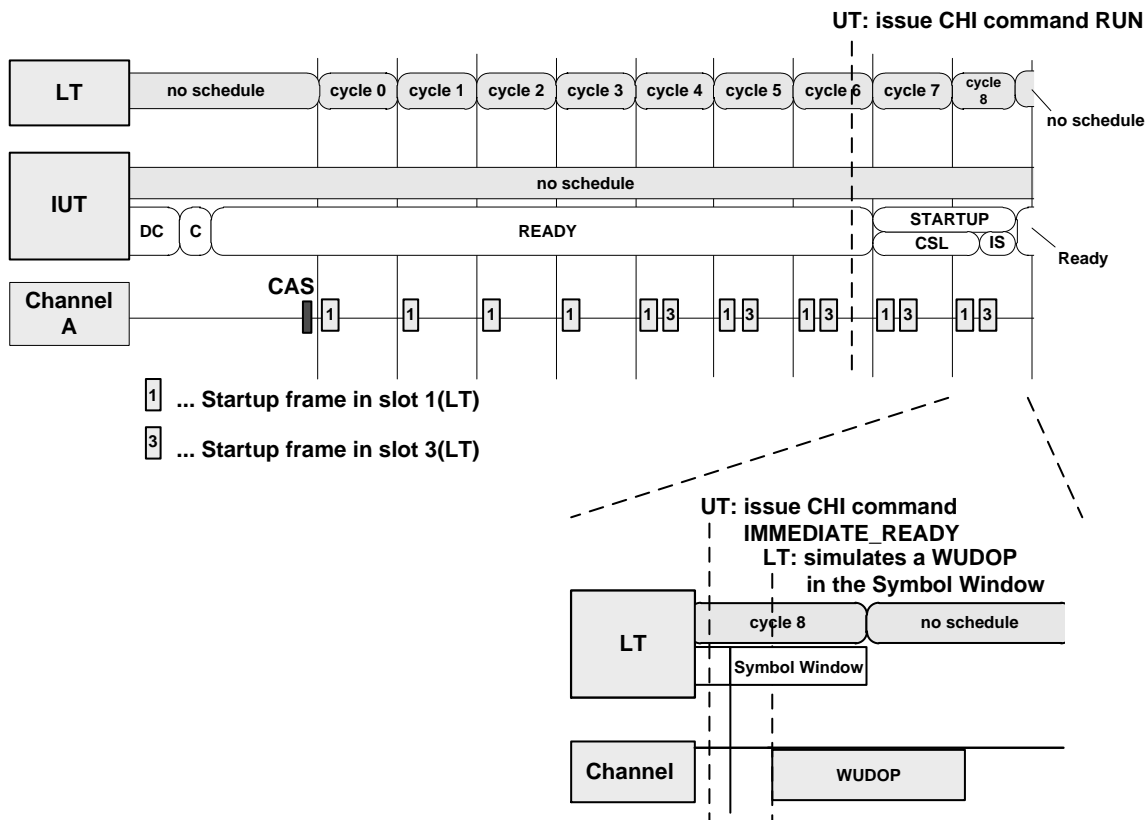 UT: issue CHI command RUN
LT
no schedule
cycle 0
cycle 1
cycle 2
cycle 3
cycle 4
cycle 5
cycle 6
cycle 7
cycle
8
no schedule
IUT
no schedule
DC
C
READY
STARTUP
CSL
IS
Ready
Channel
A
CAS
1
1
1
1
1 3
1 3
1 3
1 3
1 3
1 ... Startup frame in slot 1(LT)
3 ... Startup frame in slot 3(LT)
UT: issue CHI command
IMMEDIATE_READY
LT: simulates a WUDOP
in the Symbol Window
LT
cycle 8
no schedule
Symbol Window
Channel
WUDOP